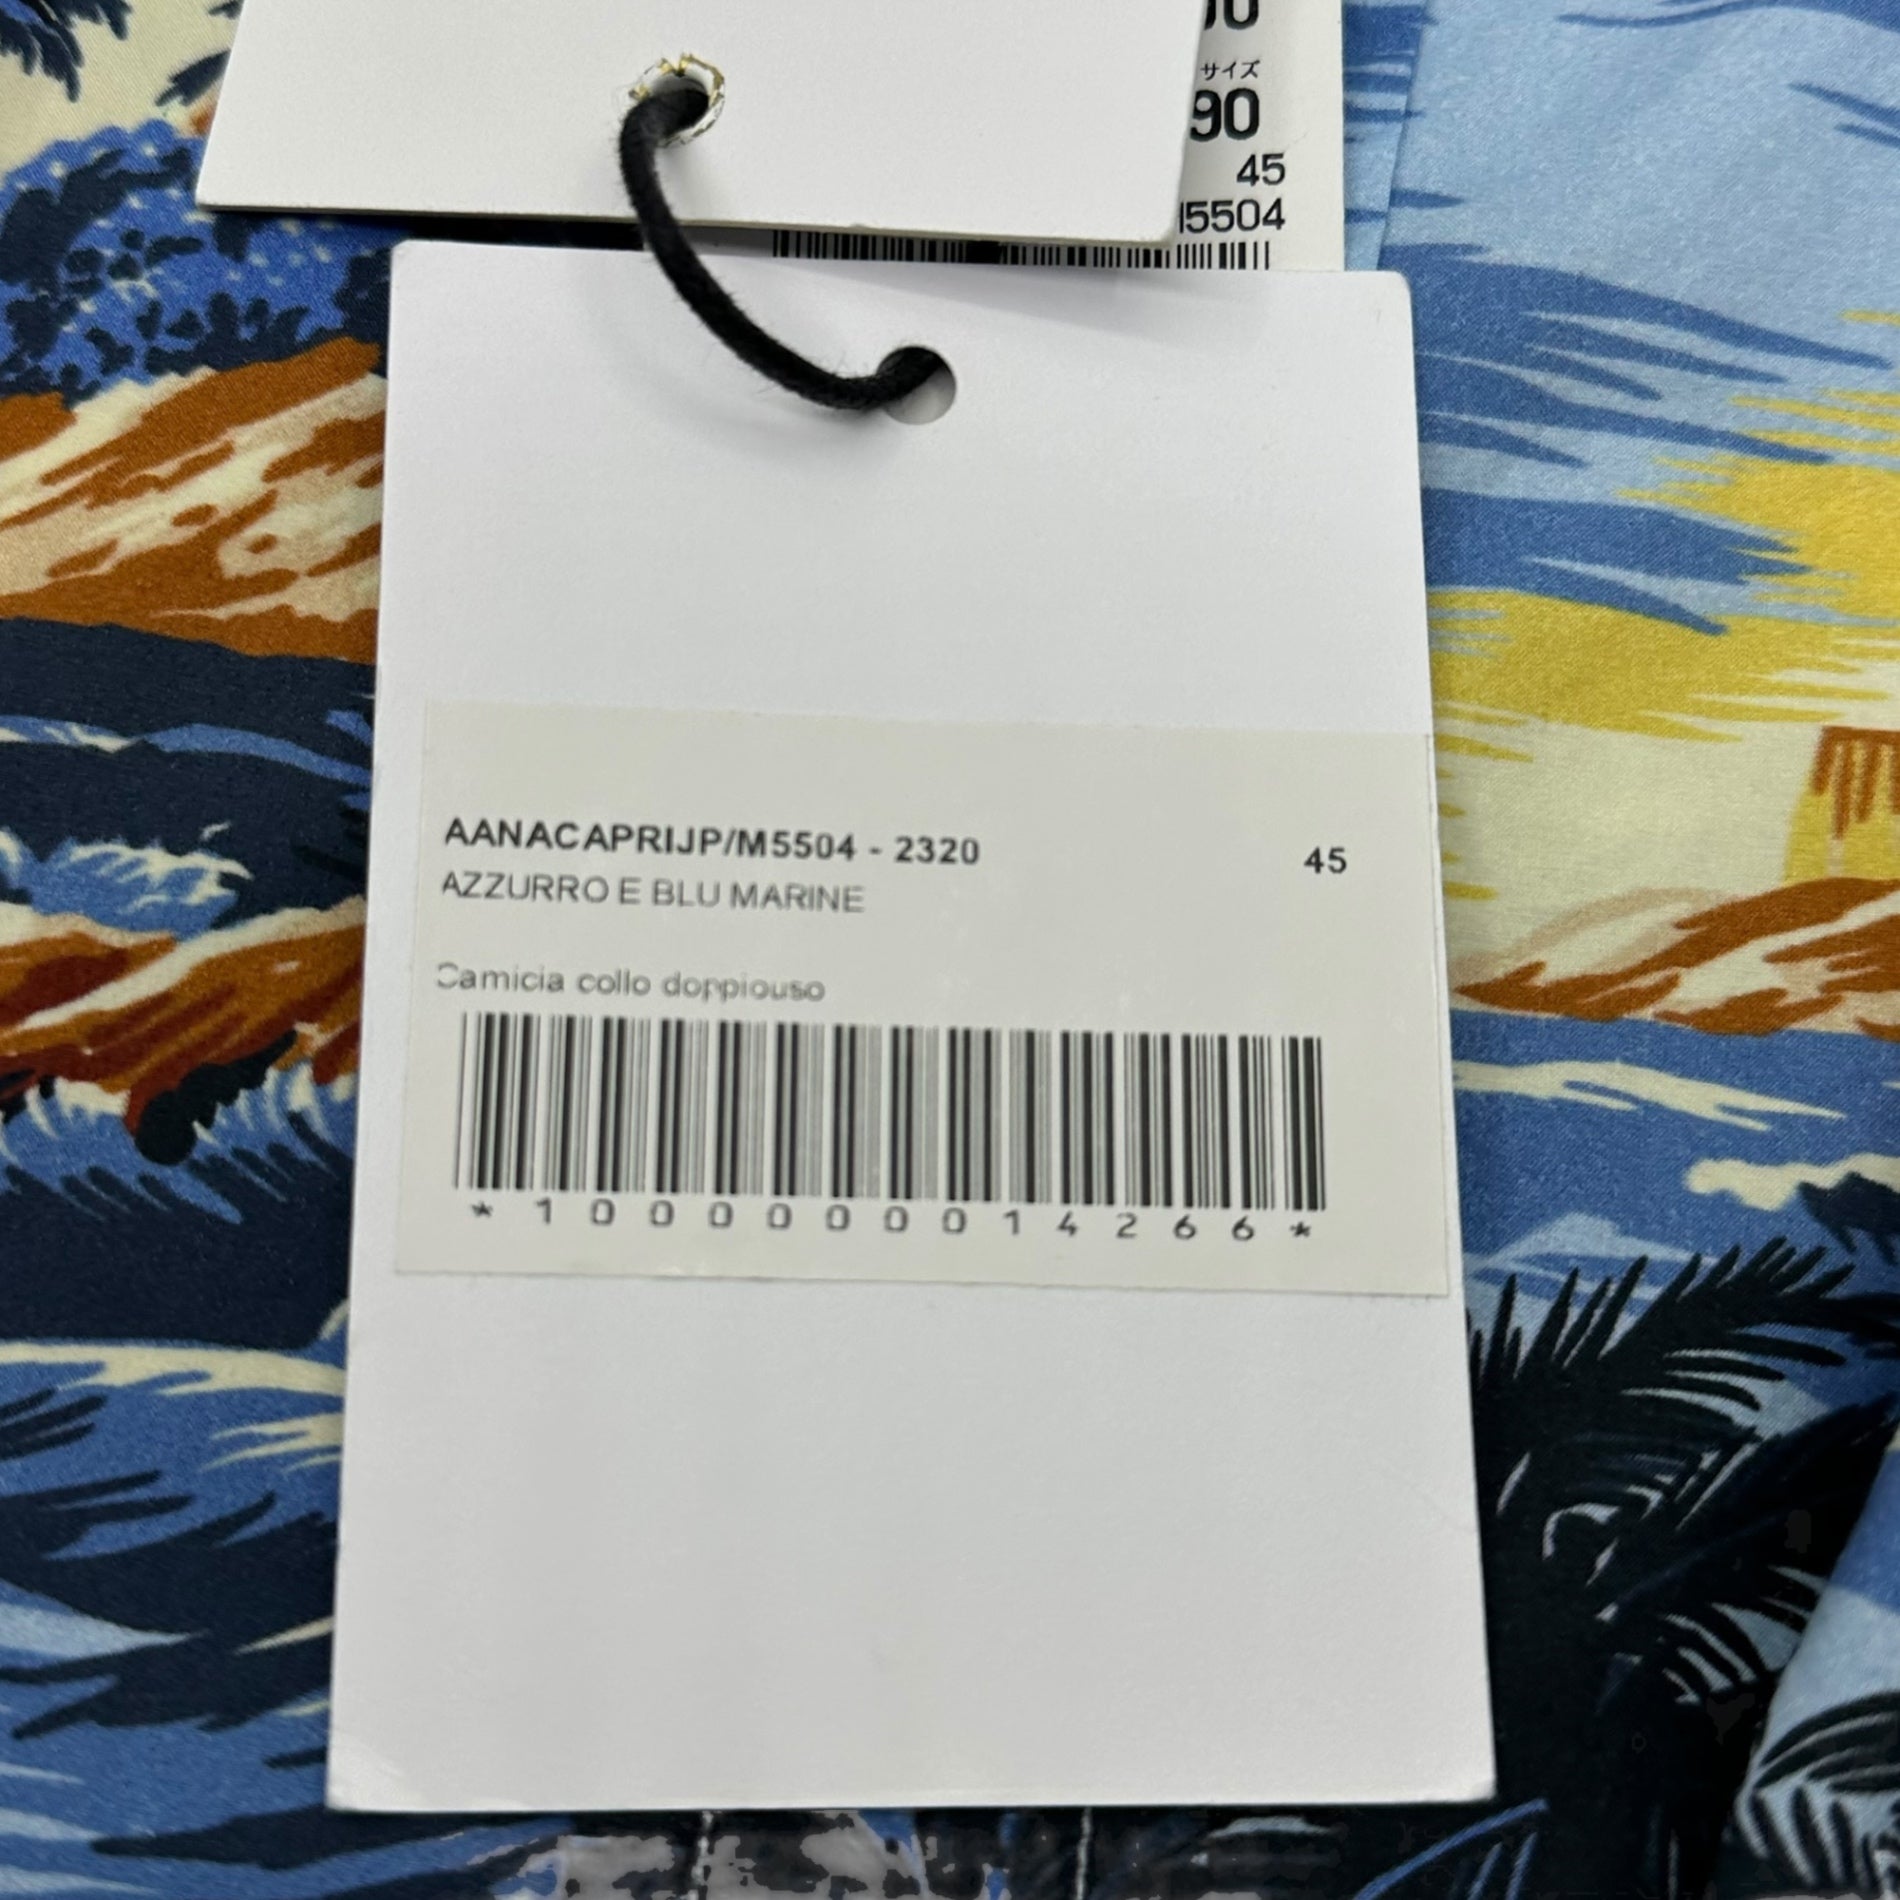 サイズ
90
45
5504
AANACAPRIJP/M5504 - 2320
45
AZZURRO E BLU MARINE
Camicia collo doppiouso
*1000000014266*